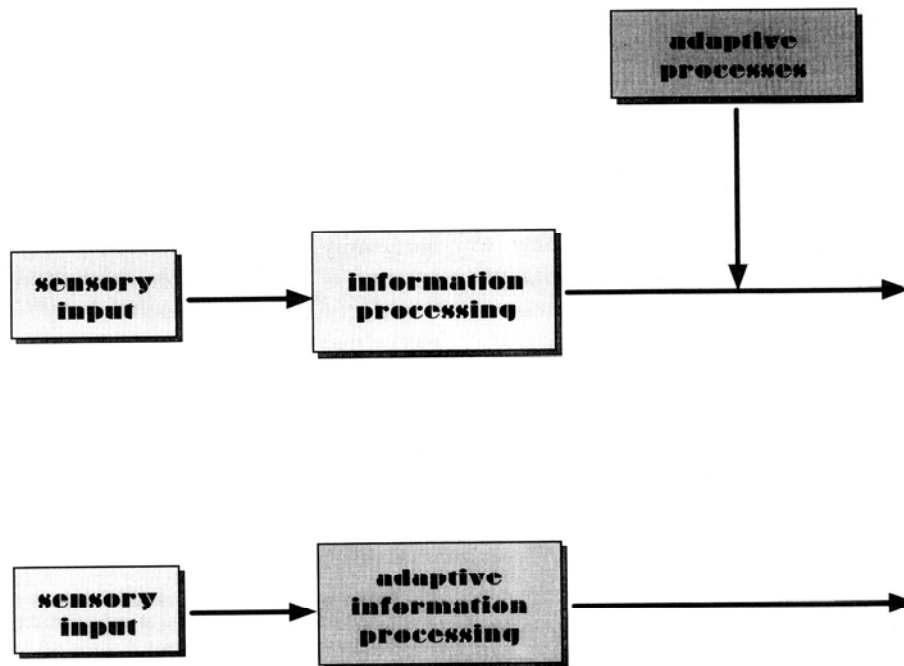 adaptive
processes
sensory
input
information
processing
sensory
input
adaptive
information
processing